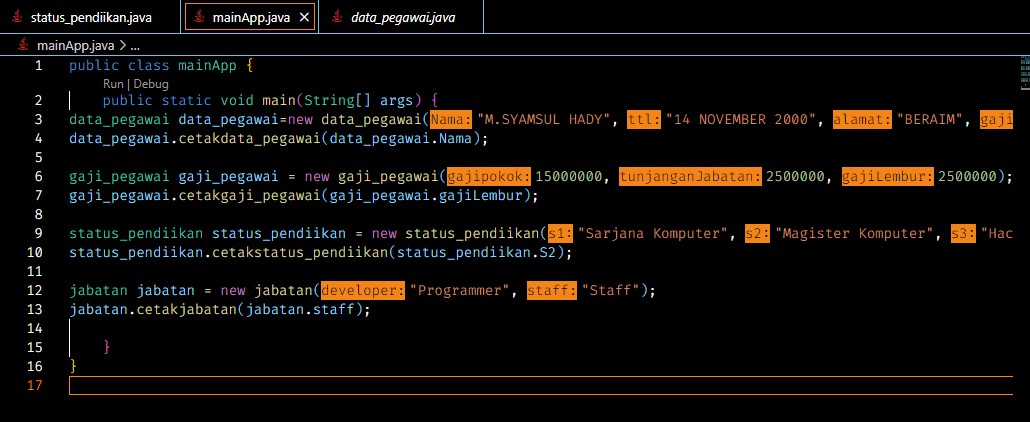 status_pendiikan.java mainApp.java data_pegawai.java
mainApp.java > ...
1 public class mainApp {
Run | Debug
2 public static void main(String[] args) {
3 data_pegawai data_pegawai=new data_pegawai(Nama: "M.SYAMSUL HADY", ttl: "14 NOVEMBER 2000", alamat: "BERAIM", gaji
4 data_pegawai.cetakdata_pegawai(data_pegawai.Nama);
5
6 gaji_pegawai gaji_pegawai = new gaji_pegawai(gajipokok: 15000000, tunjanganJabatan: 2500000, gajiLembur: 2500000);
7 gaji_pegawai.cetakgaji_pegawai(gaji_pegawai.gajiLembur);
8
9 status_pendiikan status_pendiikan = new status_pendiikan(s1: "Sarjana Komputer", s2: "Magister Komputer", s3: "Hac
10 status_pendiikan.cetakstatus_pendiikan(status_pendiikan.S2);
11
12 jabatan jabatan = new jabatan(developer: "Programmer", staff: "Staff");
13 jabatan.cetakjabatan(jabatan.staff);
14
15 }
16 }
17